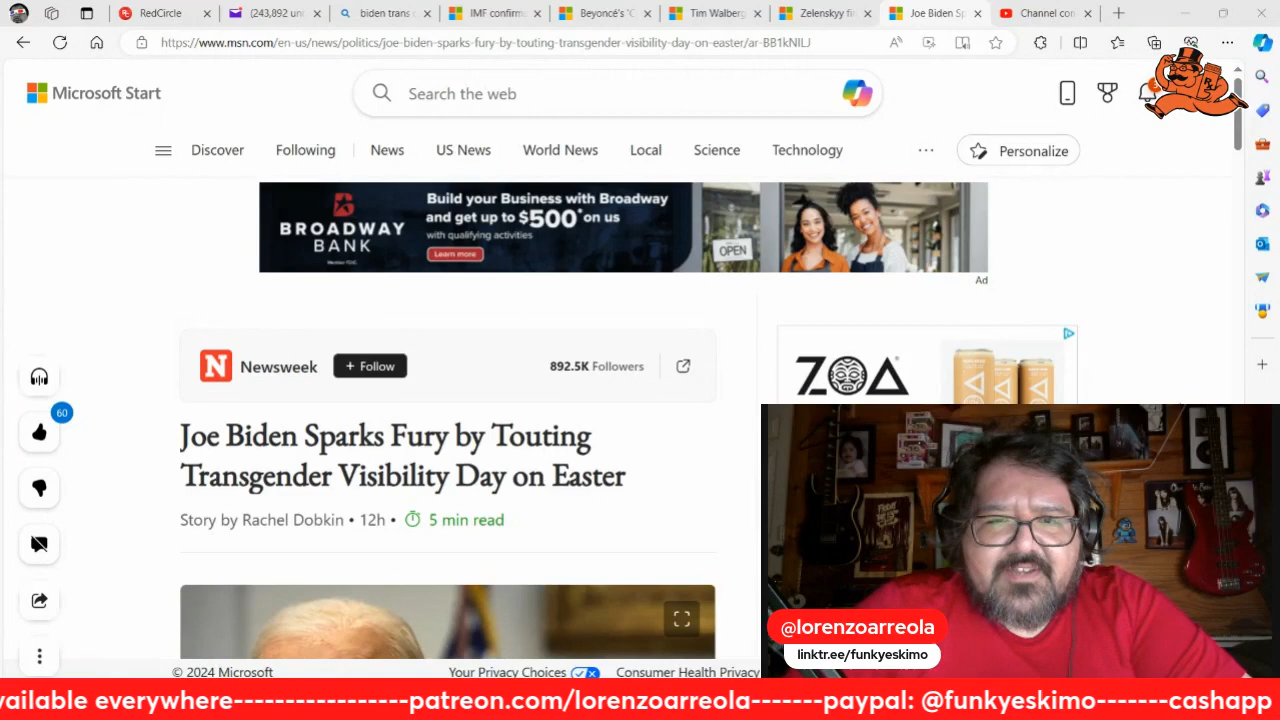 RedCircle
(243,892 un
biden trans c
IMF confirm
Beyoncé's 'C
Tim Walberg
Zelenskyy fi
Joe Biden Sp
Channel con
https://www.msn.com/en-us/news/politics/joe-biden-sparks-fury-by-touting-transgender-visibility-day-on-easter/ar-BB1kNILJ
Microsoft Start
Search the web
Discover
Following
News
US News
World News
Local
Science
Technology
Personalize
BROADWAY
BANK
Member FDIC
Build your Business with Broadway
and get up to $500* on us
with qualifying activities
Learn more
OPEN
Ad
Newsweek
+ Follow
892.5K Followers
60
ZOA
Joe Biden Sparks Fury by Touting
Transgender Visibility Day on Easter
Story by Rachel Dobkin • 12h • 5 min read
@lorenzoarreola
linktr.ee/funkyeskimo
© 2024 Microsoft
Your Privacy Choices
Consumer Health Privacy
vailable everywhere-----------------patreon.com/lorenzoarreola-------paypal: @funkyeskimo-------cashapp